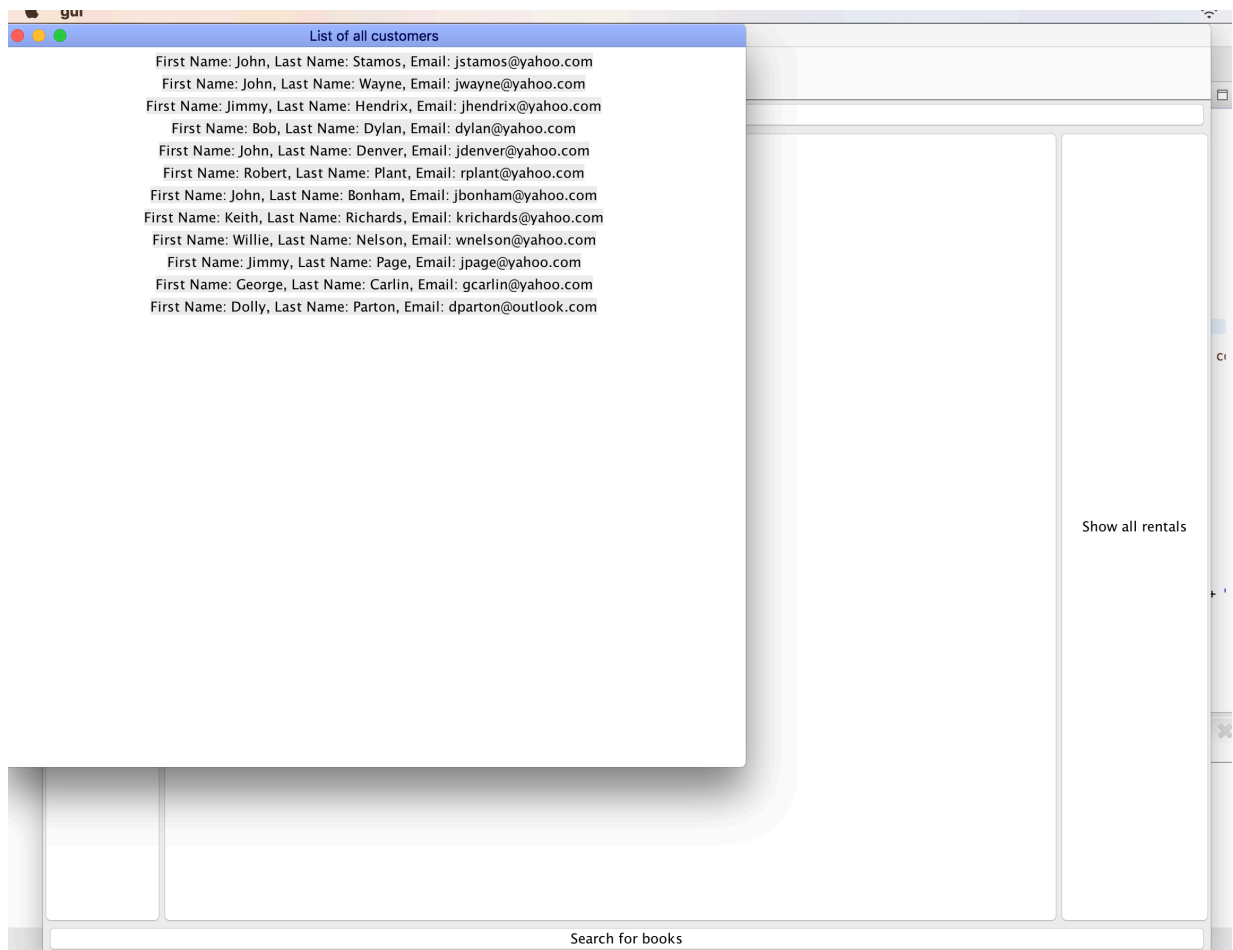 gui
List of all customers
First Name: John, Last Name: Stamos, Email: jstamos@yahoo.com
First Name: John, Last Name: Wayne, Email: jwayne@yahoo.com
First Name: Jimmy, Last Name: Hendrix, Email: jhendrix@yahoo.com
First Name: Bob, Last Name: Dylan, Email: dylan@yahoo.com
First Name: John, Last Name: Denver, Email: jdenver@yahoo.com
First Name: Robert, Last Name: Plant, Email: rplant@yahoo.com
First Name: John, Last Name: Bonham, Email: jbonham@yahoo.com
First Name: Keith, Last Name: Richards, Email: krichards@yahoo.com
First Name: Willie, Last Name: Nelson, Email: wnelson@yahoo.com
First Name: Jimmy, Last Name: Page, Email: jpage@yahoo.com
First Name: George, Last Name: Carlin, Email: gcarlin@yahoo.com
First Name: Dolly, Last Name: Parton, Email: dparton@outlook.com
Show all rentals
+ '
Search for books